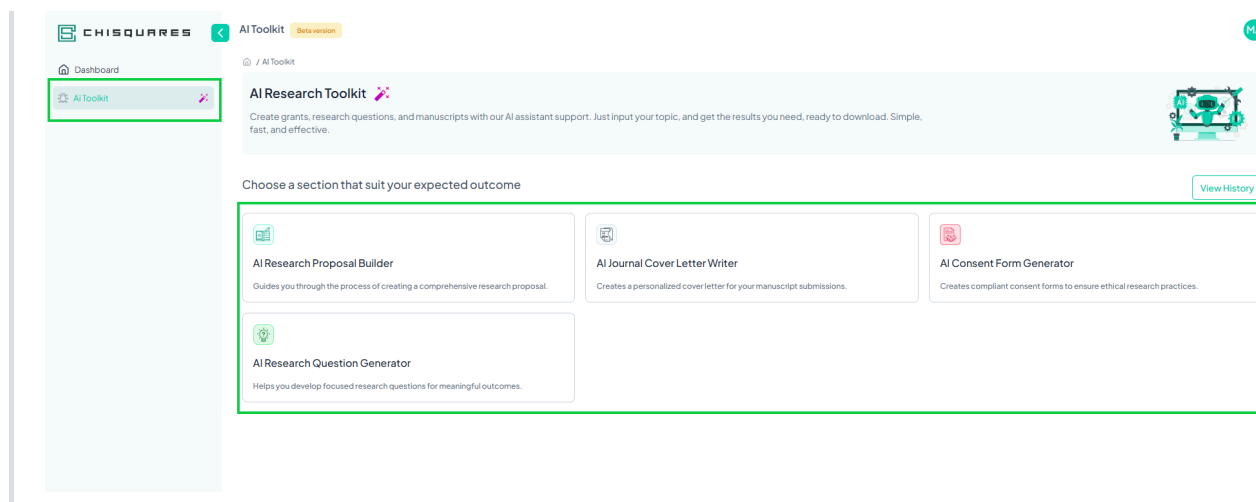 CHISQUARES
AI Toolkit Beta version
Dashboard
/ AI Toolkit
Ai Toolkit
AI Research Toolkit
Create grants, research questions, and manuscripts with our AI assistant support. Just input your topic, and get the results you need, ready to download. Simple,
fast, and effective.
AI
Choose a section that suit your expected outcome
View History
AI Research Proposal Builder
Guides you through the process of creating a comprehensive research proposal.
AI Journal Cover Letter Writer
Creates a personalized cover letter for your manuscript submissions.
AI Consent Form Generator
Creates compliant consent forms to ensure ethical research practices.
AI Research Question Generator
Helps you develop focused research questions for meaningful outcomes.